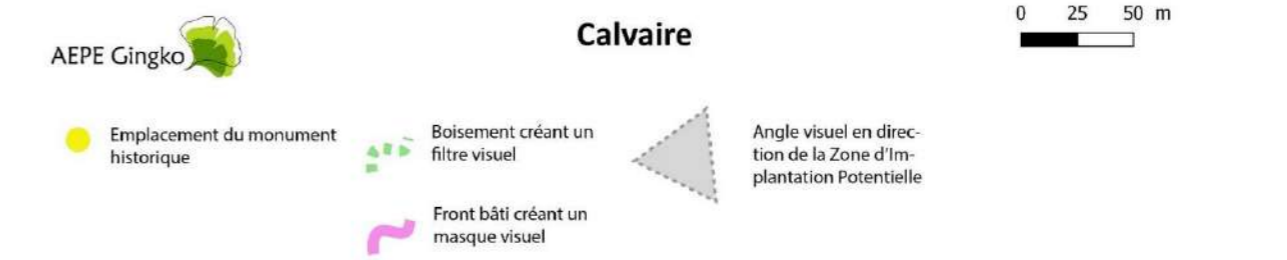 AEPE Gingko
Calvaire
0 25 50 m
Emplacement du monument
historique
Boisement créant un
filtre visuel
Front bâti créant un
masque visuel
Angle visuel en direc-
tion de la Zone d'Im-
plantation Potentielle